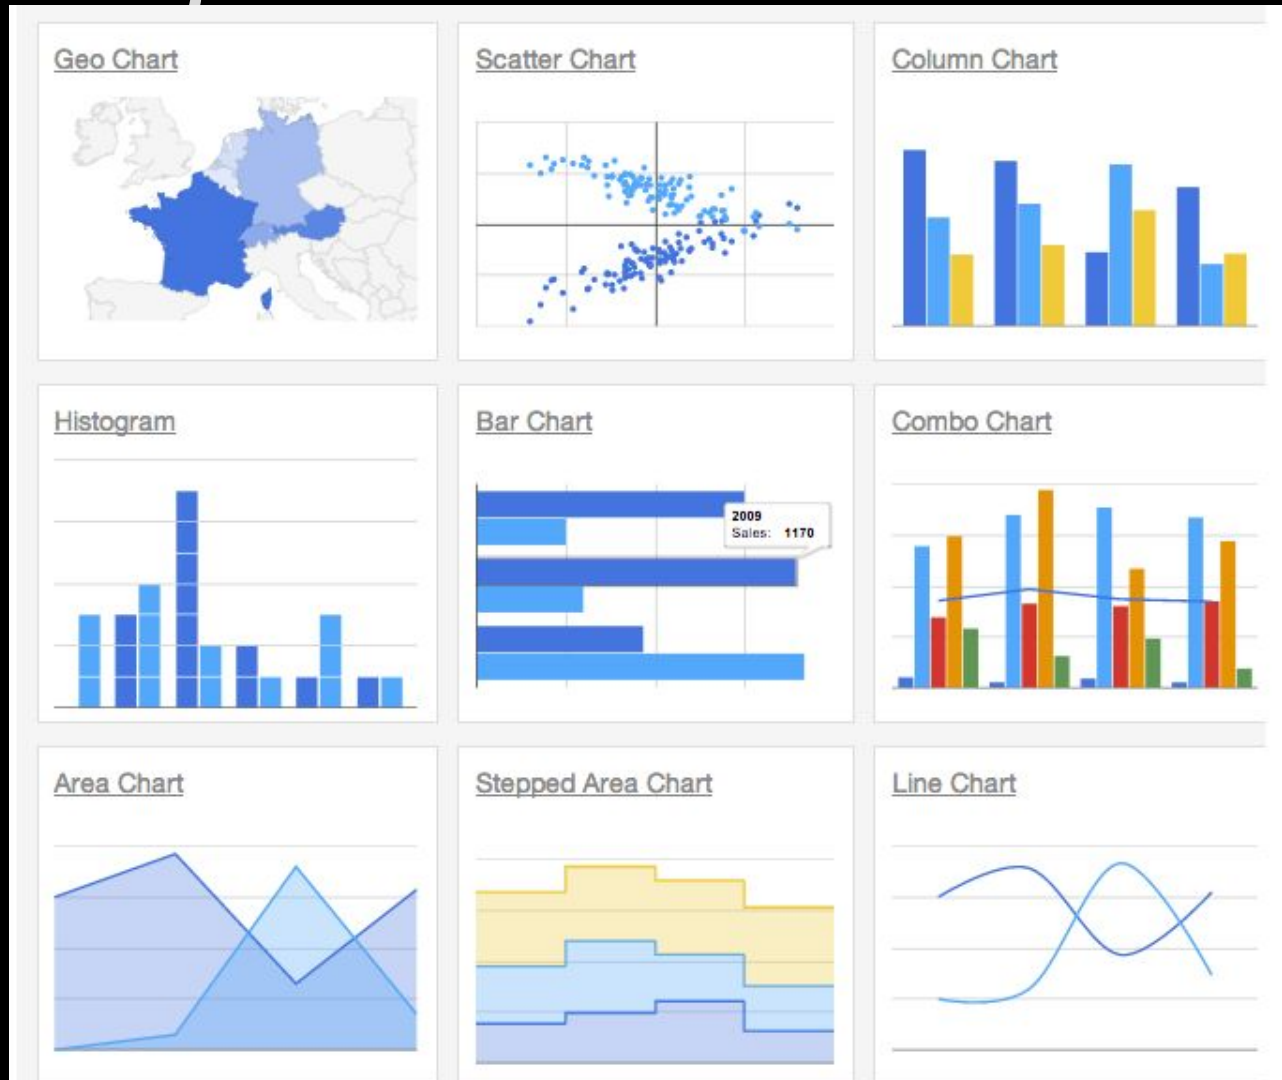 Geo Chart
Scatter Chart
Column Chart
Histogram
Bar Chart
2009
Sales: 1170
Combo Chart
Area Chart
Stepped Area Chart
Line Chart